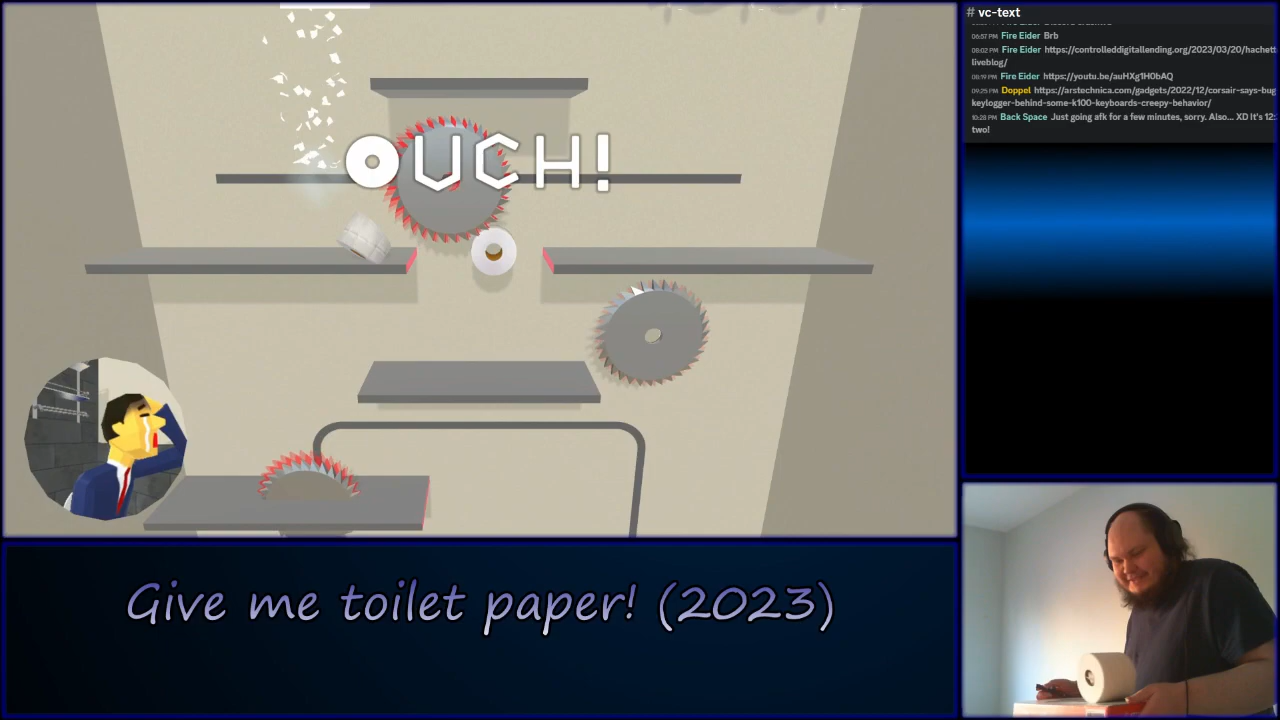 # vc-text
06:57 PM Fire Eider Brb
08:02 PM Fire Eider https://controlleddigitallending.org/2023/03/20/hachett
liveblog/
08:19 PM Fire Eider https://youtu.be/auHXg1H0bAQ
09:25 PM Doppel https://arstechnica.com/gadgets/2022/12/corsair-says-bug
keylogger-behind-some-k100-keyboards-creepy-behavior/
10:28 PM Back Space Just going afk for a few minutes, sorry. Also... XD It's 12:
two!
OUCH!
Give me toilet paper! (2023)